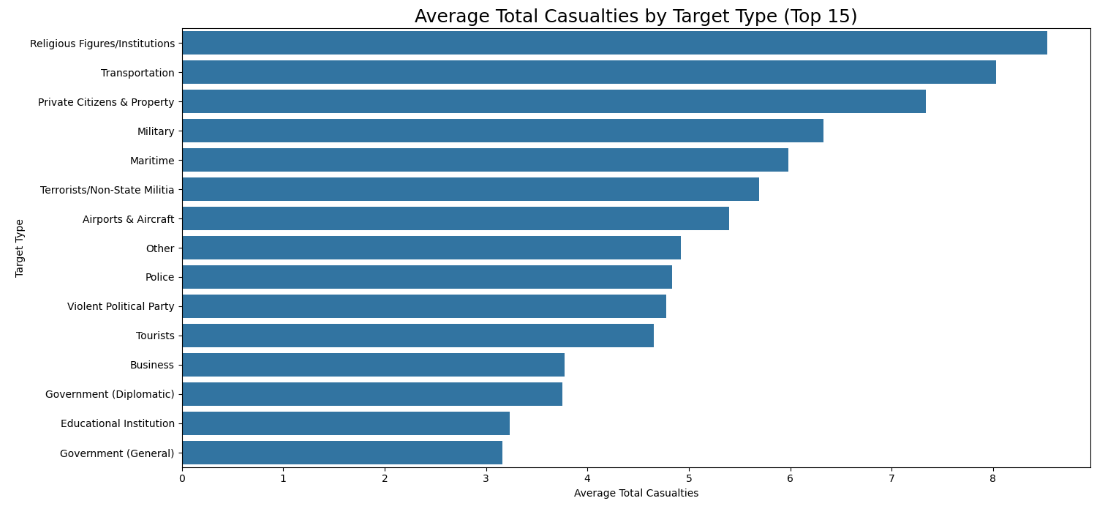 Average Total Casualties by Target Type (Top 15)
Religious Figures/Institutions
Transportation
Private Citizens & Property
Military
Maritime
Terrorists/Non-State Militia
Airports & Aircraft
Other
Police
Violent Political Party
Tourists
Business
Government (Diplomatic)
Educational Institution
Government (General)
Target Type
0 1 2 3 4 5 6 7 8
Average Total Casualties